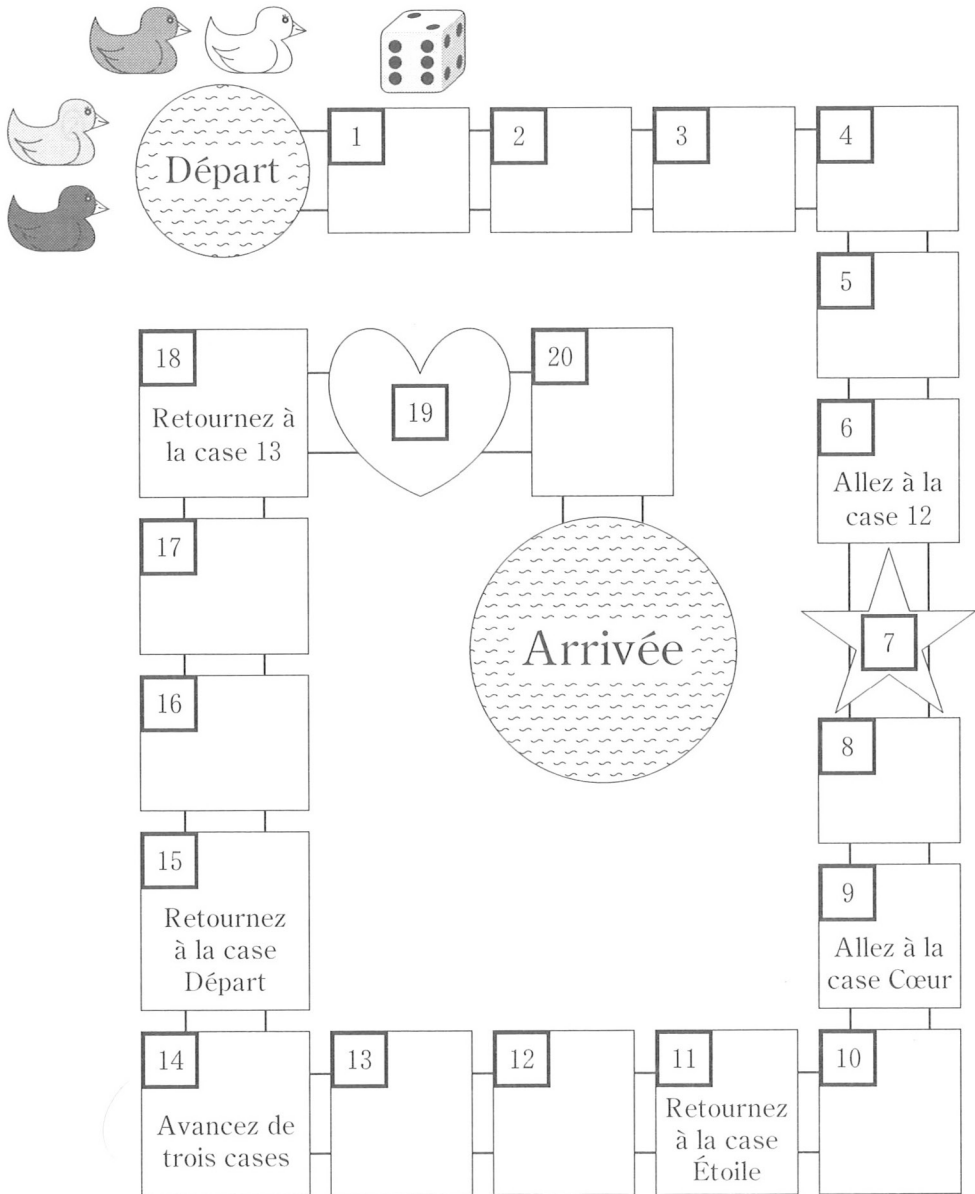 Départ
1
2
3
4
5
6
Allez à la
case 12
7
8
9
Allez à la
case Cœur
10
11
Retournez
à la case
Étoile
12
13
14
Avancez de
trois cases
15
Retournez
à la case
Départ
16
17
18
Retournez à
la case 13
19
20
Arrivée